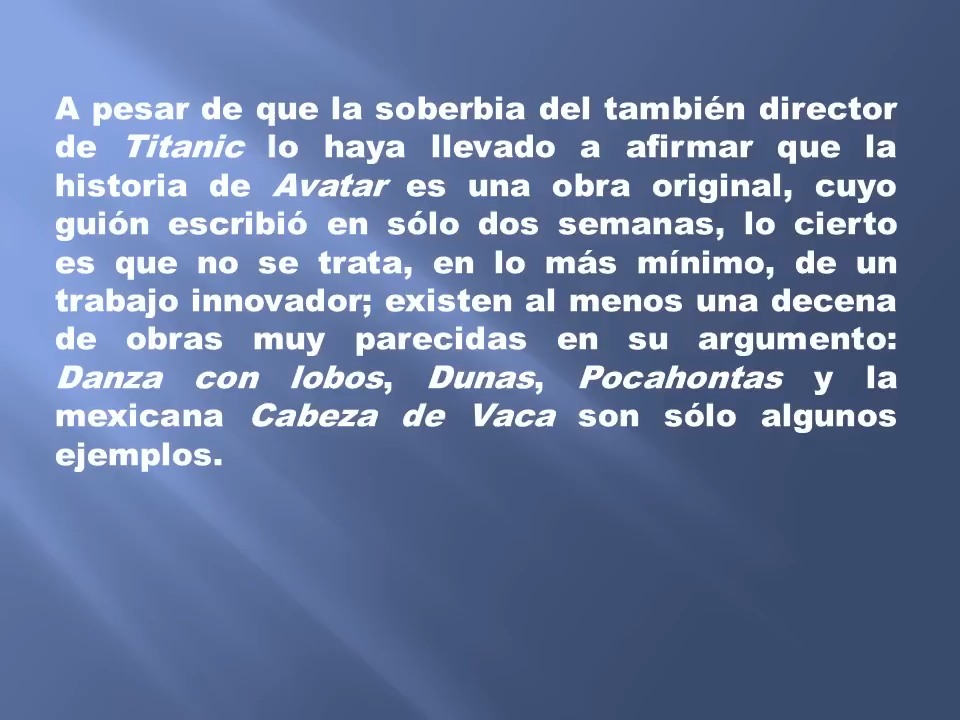 A pesar de que la soberbia del también director
de Titanic lo haya llevado a afirmar que la
historia de Avatar es una obra original, cuyo
guión escribió en sólo dos semanas, lo cierto
es que no se trata, en lo más mínimo, de un
trabajo innovador; existen al menos una decena
de obras muy parecidas en su argumento:
Danza con lobos, Dunas, Pocahontas y la
mexicana Cabeza de Vaca son sólo algunos
ejemplos.